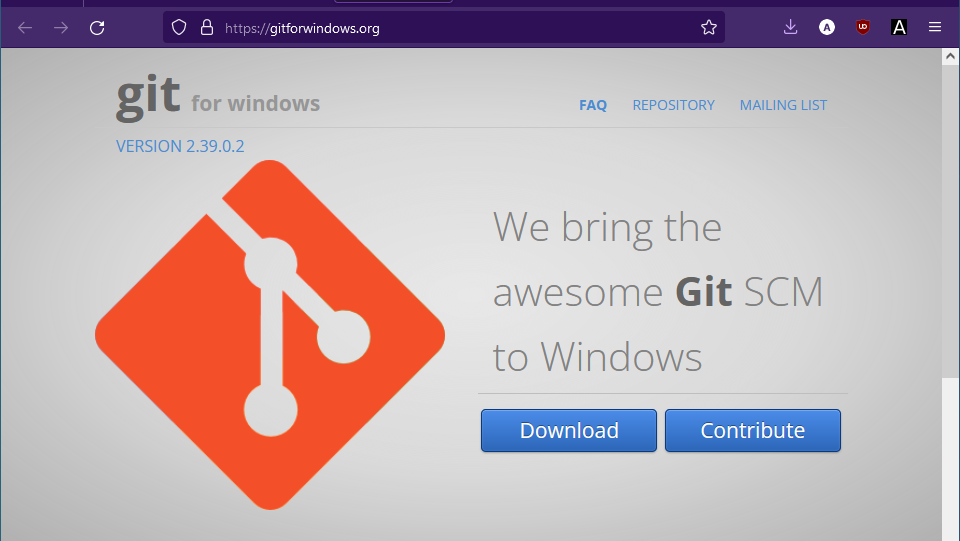 https://gitforwindows.org
A
UD
A
git for windows
FAQ
REPOSITORY
MAILING LIST
VERSION 2.39.0.2
We bring the
awesome Git SCM
to Windows
Download
Contribute